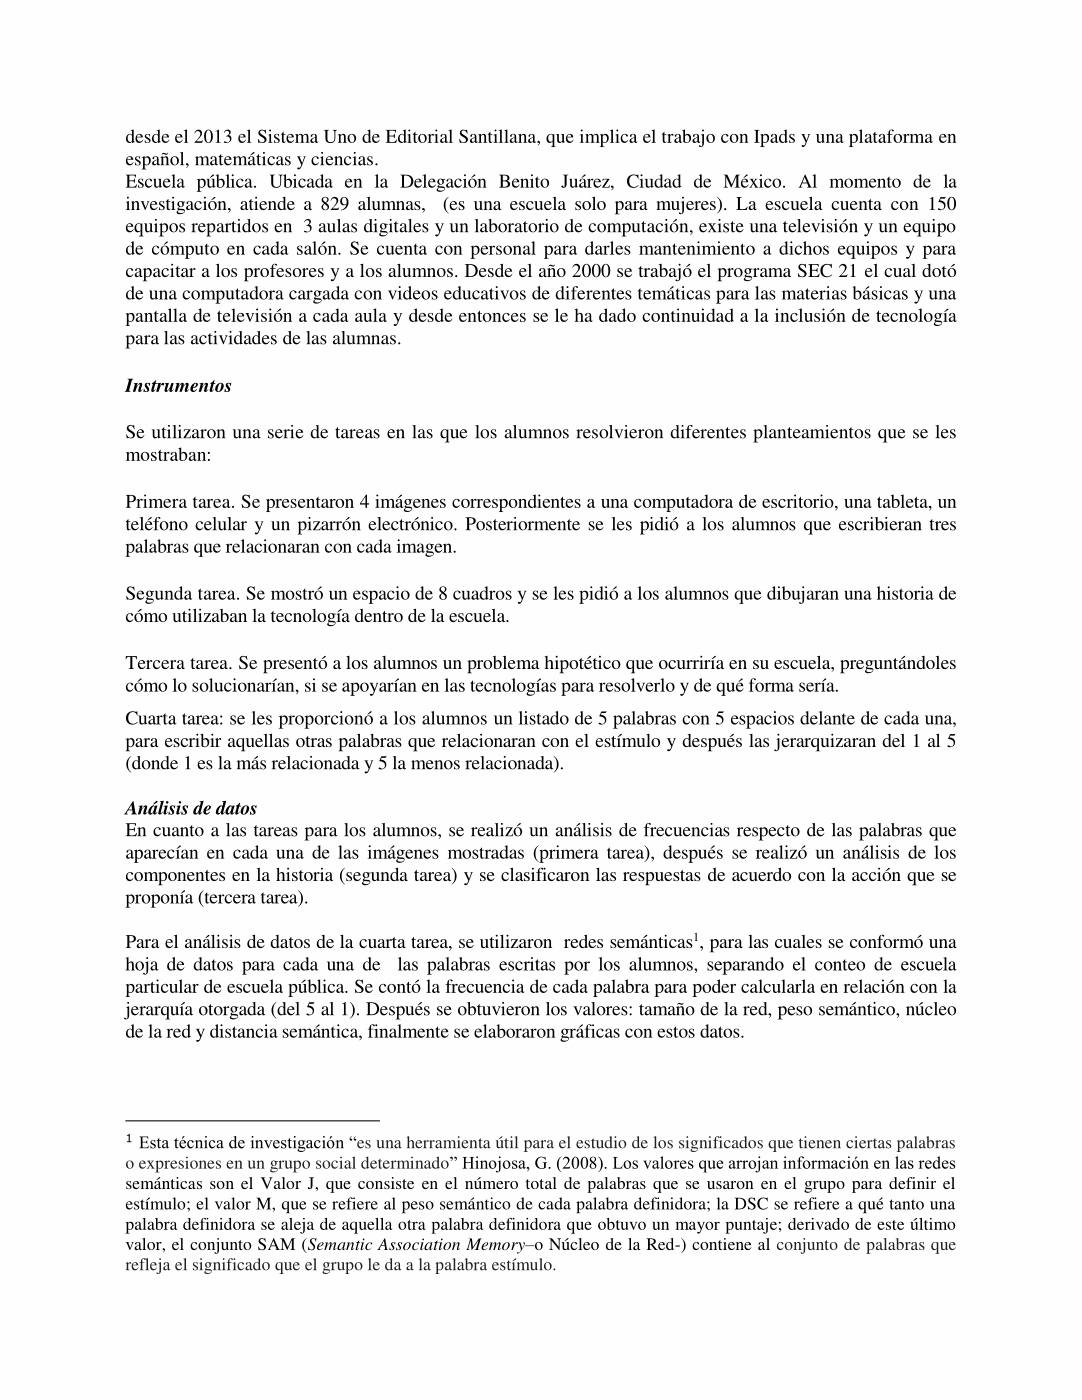 desde el 2013 el Sistema Uno de Editorial Santillana, que implica el trabajo con Ipads y una plataforma en
español, matemáticas y ciencias.
Escuela pública. Ubicada en la Delegación Benito Juárez, Ciudad de México. Al momento de la
investigación, atiende a 829 alumnas,  (es una escuela solo para mujeres). La escuela cuenta con 150
equipos repartidos en  3 aulas digitales y un laboratorio de computación, existe una televisión y un equipo
de cómputo en cada salón. Se cuenta con personal para darles mantenimiento a dichos equipos y para
capacitar a los profesores y a los alumnos. Desde el año 2000 se trabajó el programa SEC 21 el cual dotó
de una computadora cargada con videos educativos de diferentes temáticas para las materias básicas y una
pantalla de televisión a cada aula y desde entonces se le ha dado continuidad a la inclusión de tecnología
para las actividades de las alumnas.
Instrumentos
Se utilizaron una serie de tareas en las que los alumnos resolvieron diferentes planteamientos que se les
mostraban:
Primera tarea. Se presentaron 4 imágenes correspondientes a una computadora de escritorio, una tableta, un
teléfono celular y un pizarrón electrónico. Posteriormente se les pidió a los alumnos que escribieran tres
palabras que relacionaran con cada imagen.
Segunda tarea. Se mostró un espacio de 8 cuadros y se les pidió a los alumnos que dibujaran una historia de
cómo utilizaban la tecnología dentro de la escuela.
Tercera tarea. Se presentó a los alumnos un problema hipotético que ocurriría en su escuela, preguntándoles
cómo lo solucionarían, si se apoyarían en las tecnologías para resolverlo y de qué forma sería.
Cuarta tarea: se les proporcionó a los alumnos un listado de 5 palabras con 5 espacios delante de cada una,
para escribir aquellas otras palabras que relacionaran con el estímulo y después las jerarquizaran del 1 al 5
(donde 1 es la más relacionada y 5 la menos relacionada).
Análisis de datos
En cuanto a las tareas para los alumnos, se realizó un análisis de frecuencias respecto de las palabras que
aparecían en cada una de las imágenes mostradas (primera tarea), después se realizó un análisis de los
componentes en la historia (segunda tarea) y se clasificaron las respuestas de acuerdo con la acción que se
proponía (tercera tarea).
Para el análisis de datos de la cuarta tarea, se utilizaron  redes semánticas¹, para las cuales se conformó una
hoja de datos para cada una de  las palabras escritas por los alumnos, separando el conteo de escuela
particular de escuela pública. Se contó la frecuencia de cada palabra para poder calcularla en relación con la
jerarquía otorgada (del 5 al 1). Después se obtuvieron los valores: tamaño de la red, peso semántico, núcleo
de la red y distancia semántica, finalmente se elaboraron gráficas con estos datos.
¹ Esta técnica de investigación “es una herramienta útil para el estudio de los significados que tienen ciertas palabras
o expresiones en un grupo social determinado” Hinojosa, G. (2008). Los valores que arrojan información en las redes
semánticas son el Valor J, que consiste en el número total de palabras que se usaron en el grupo para definir el
estímulo; el valor M, que se refiere al peso semántico de cada palabra definidora; la DSC se refiere a qué tanto una
palabra definidora se aleja de aquella otra palabra definidora que obtuvo un mayor puntaje; derivado de este último
valor, el conjunto SAM (Semantic Association Memory–o Núcleo de la Red-) contiene al conjunto de palabras que
refleja el significado que el grupo le da a la palabra estímulo.